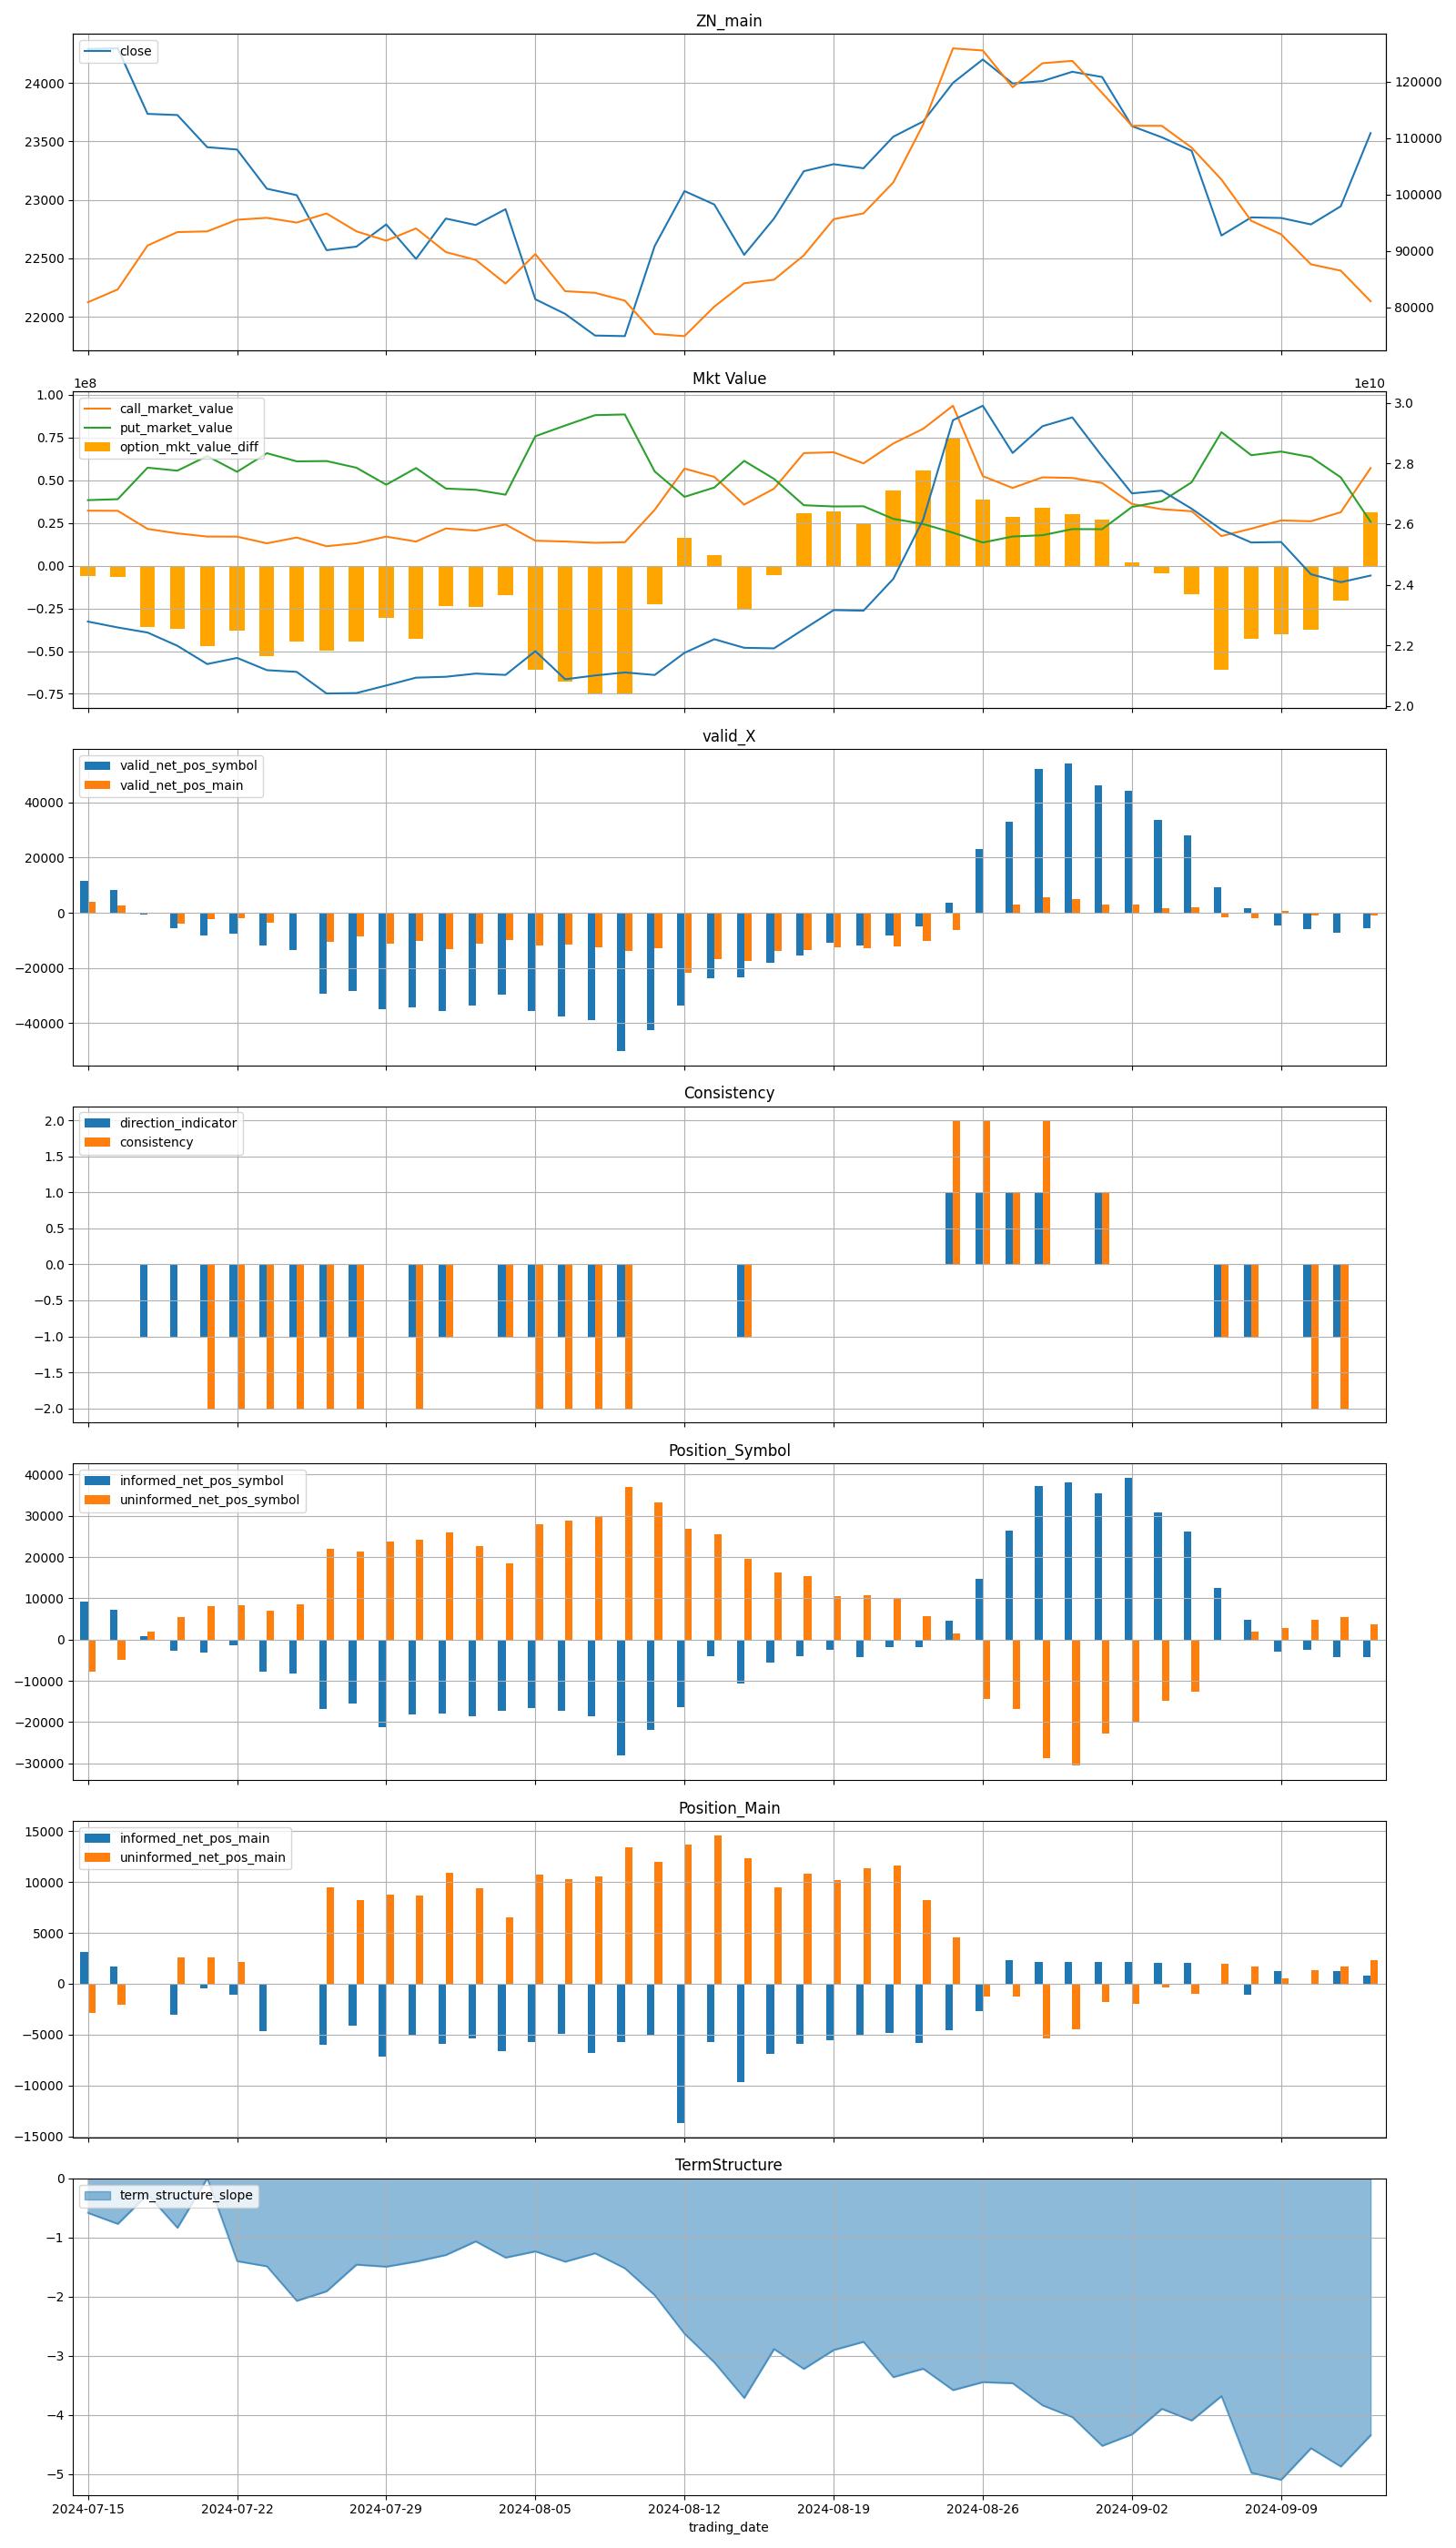 ZN_main
close
24000
23500
23000
22500
22000
120000
110000
100000
90000
80000
Mkt Value
1e8
1e10
call_market_value
put_market_value
option_mkt_value_diff
1.00
0.75
0.50
0.25
0.00
−0.25
−0.50
−0.75
3.0
2.8
2.6
2.4
2.2
2.0
valid_X
valid_net_pos_symbol
valid_net_pos_main
40000
20000
0
−20000
−40000
Consistency
direction_indicator
consistency
2.0
1.5
1.0
0.5
0.0
−0.5
−1.0
−1.5
−2.0
Position_Symbol
informed_net_pos_symbol
uninformed_net_pos_symbol
40000
30000
20000
10000
0
−10000
−20000
−30000
Position_Main
informed_net_pos_main
uninformed_net_pos_main
15000
10000
5000
0
−5000
−10000
−15000
TermStructure
term_structure_slope
0
−1
−2
−3
−4
−5
2024-07-15 2024-07-22 2024-07-29 2024-08-05 2024-08-12 2024-08-19 2024-08-26 2024-09-02 2024-09-09
trading_date